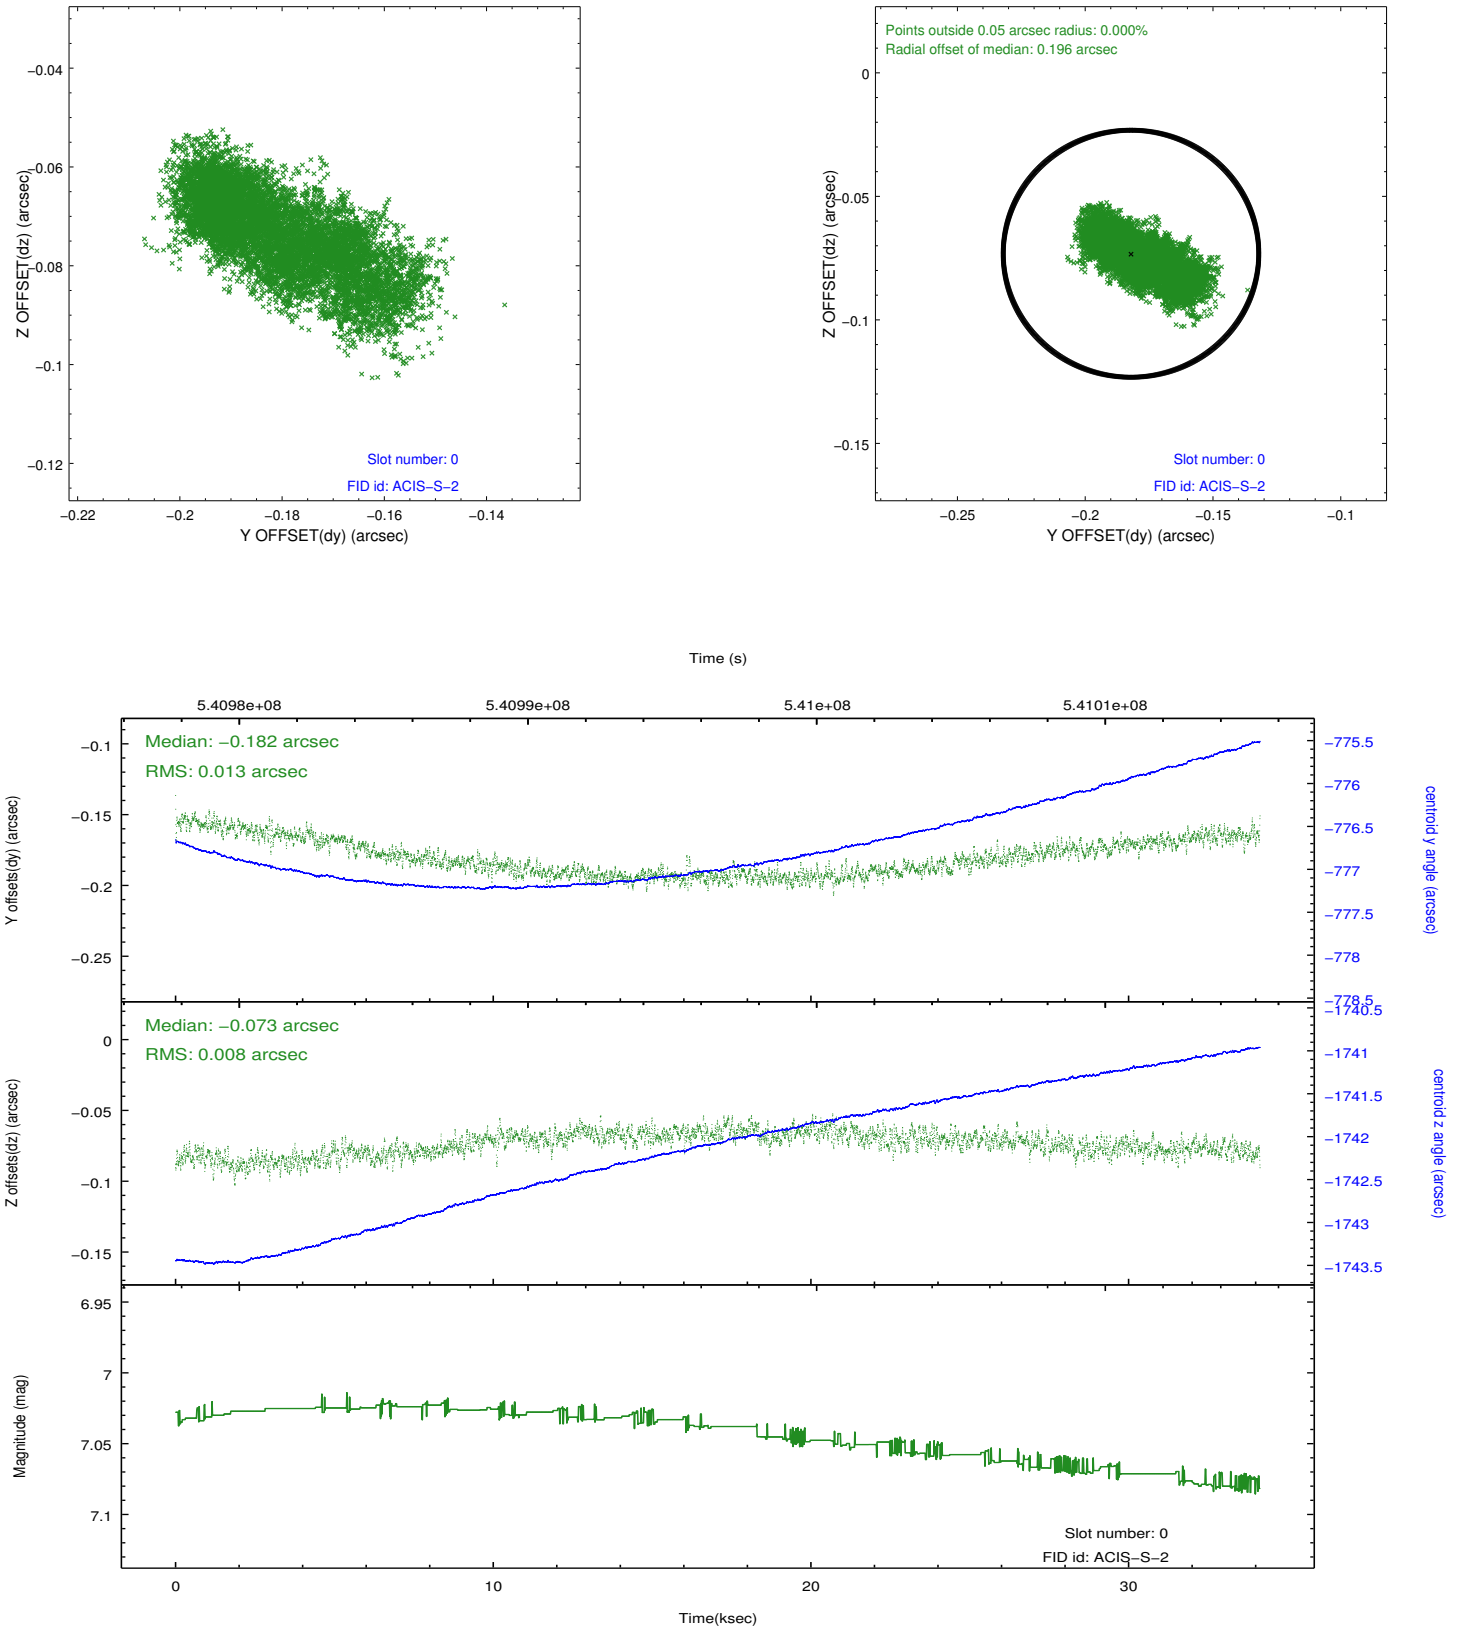 −0.04
−0.06
−0.08
−0.1
−0.12
Z OFFSET(dz) (arcsec)
Slot number: 0
FID id: ACIS−S−2
−0.22
−0.2
−0.18
−0.16
−0.14
Y OFFSET(dy) (arcsec)
Points outside 0.05 arcsec radius: 0.000%
Radial offset of median: 0.196 arcsec
0
−0.05
−0.1
−0.15
Z OFFSET(dz) (arcsec)
Slot number: 0
FID id: ACIS−S−2
−0.25
−0.2
−0.15
−0.1
Y OFFSET(dy) (arcsec)
Time (s)
5.4098e+08
5.4099e+08
5.41e+08
5.4101e+08
Median: −0.182 arcsec
RMS: 0.013 arcsec
−0.1
−0.15
−0.2
−0.25
Y offsets(dy) (arcsec)
−775.5
−776
−776.5
−777
−777.5
−778
−778.5
centroid y angle (arcsec)
Median: −0.073 arcsec
RMS: 0.008 arcsec
0
−0.05
−0.1
−0.15
Z offsets(dz) (arcsec)
−1740.5
−1741
−1741.5
−1742
−1742.5
−1743
−1743.5
centroid z angle (arcsec)
6.95
7
7.05
7.1
Magnitude (mag)
Slot number: 0
FID id: ACIS−S−2
0
10
20
30
Time(ksec)